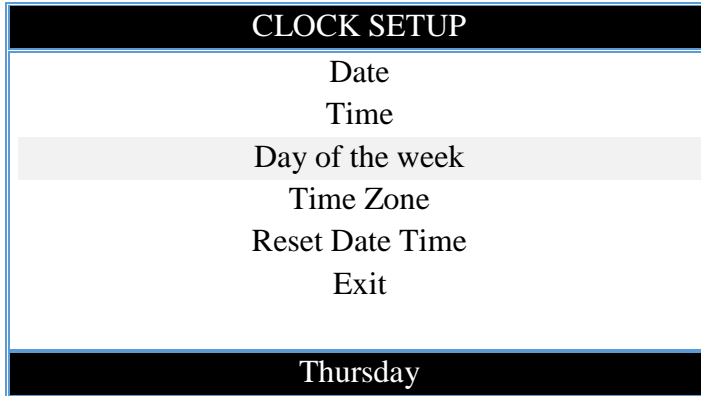 CLOCK SETUP
Date
Time
Day of the week
Time Zone
Reset Date Time
Exit
Thursday